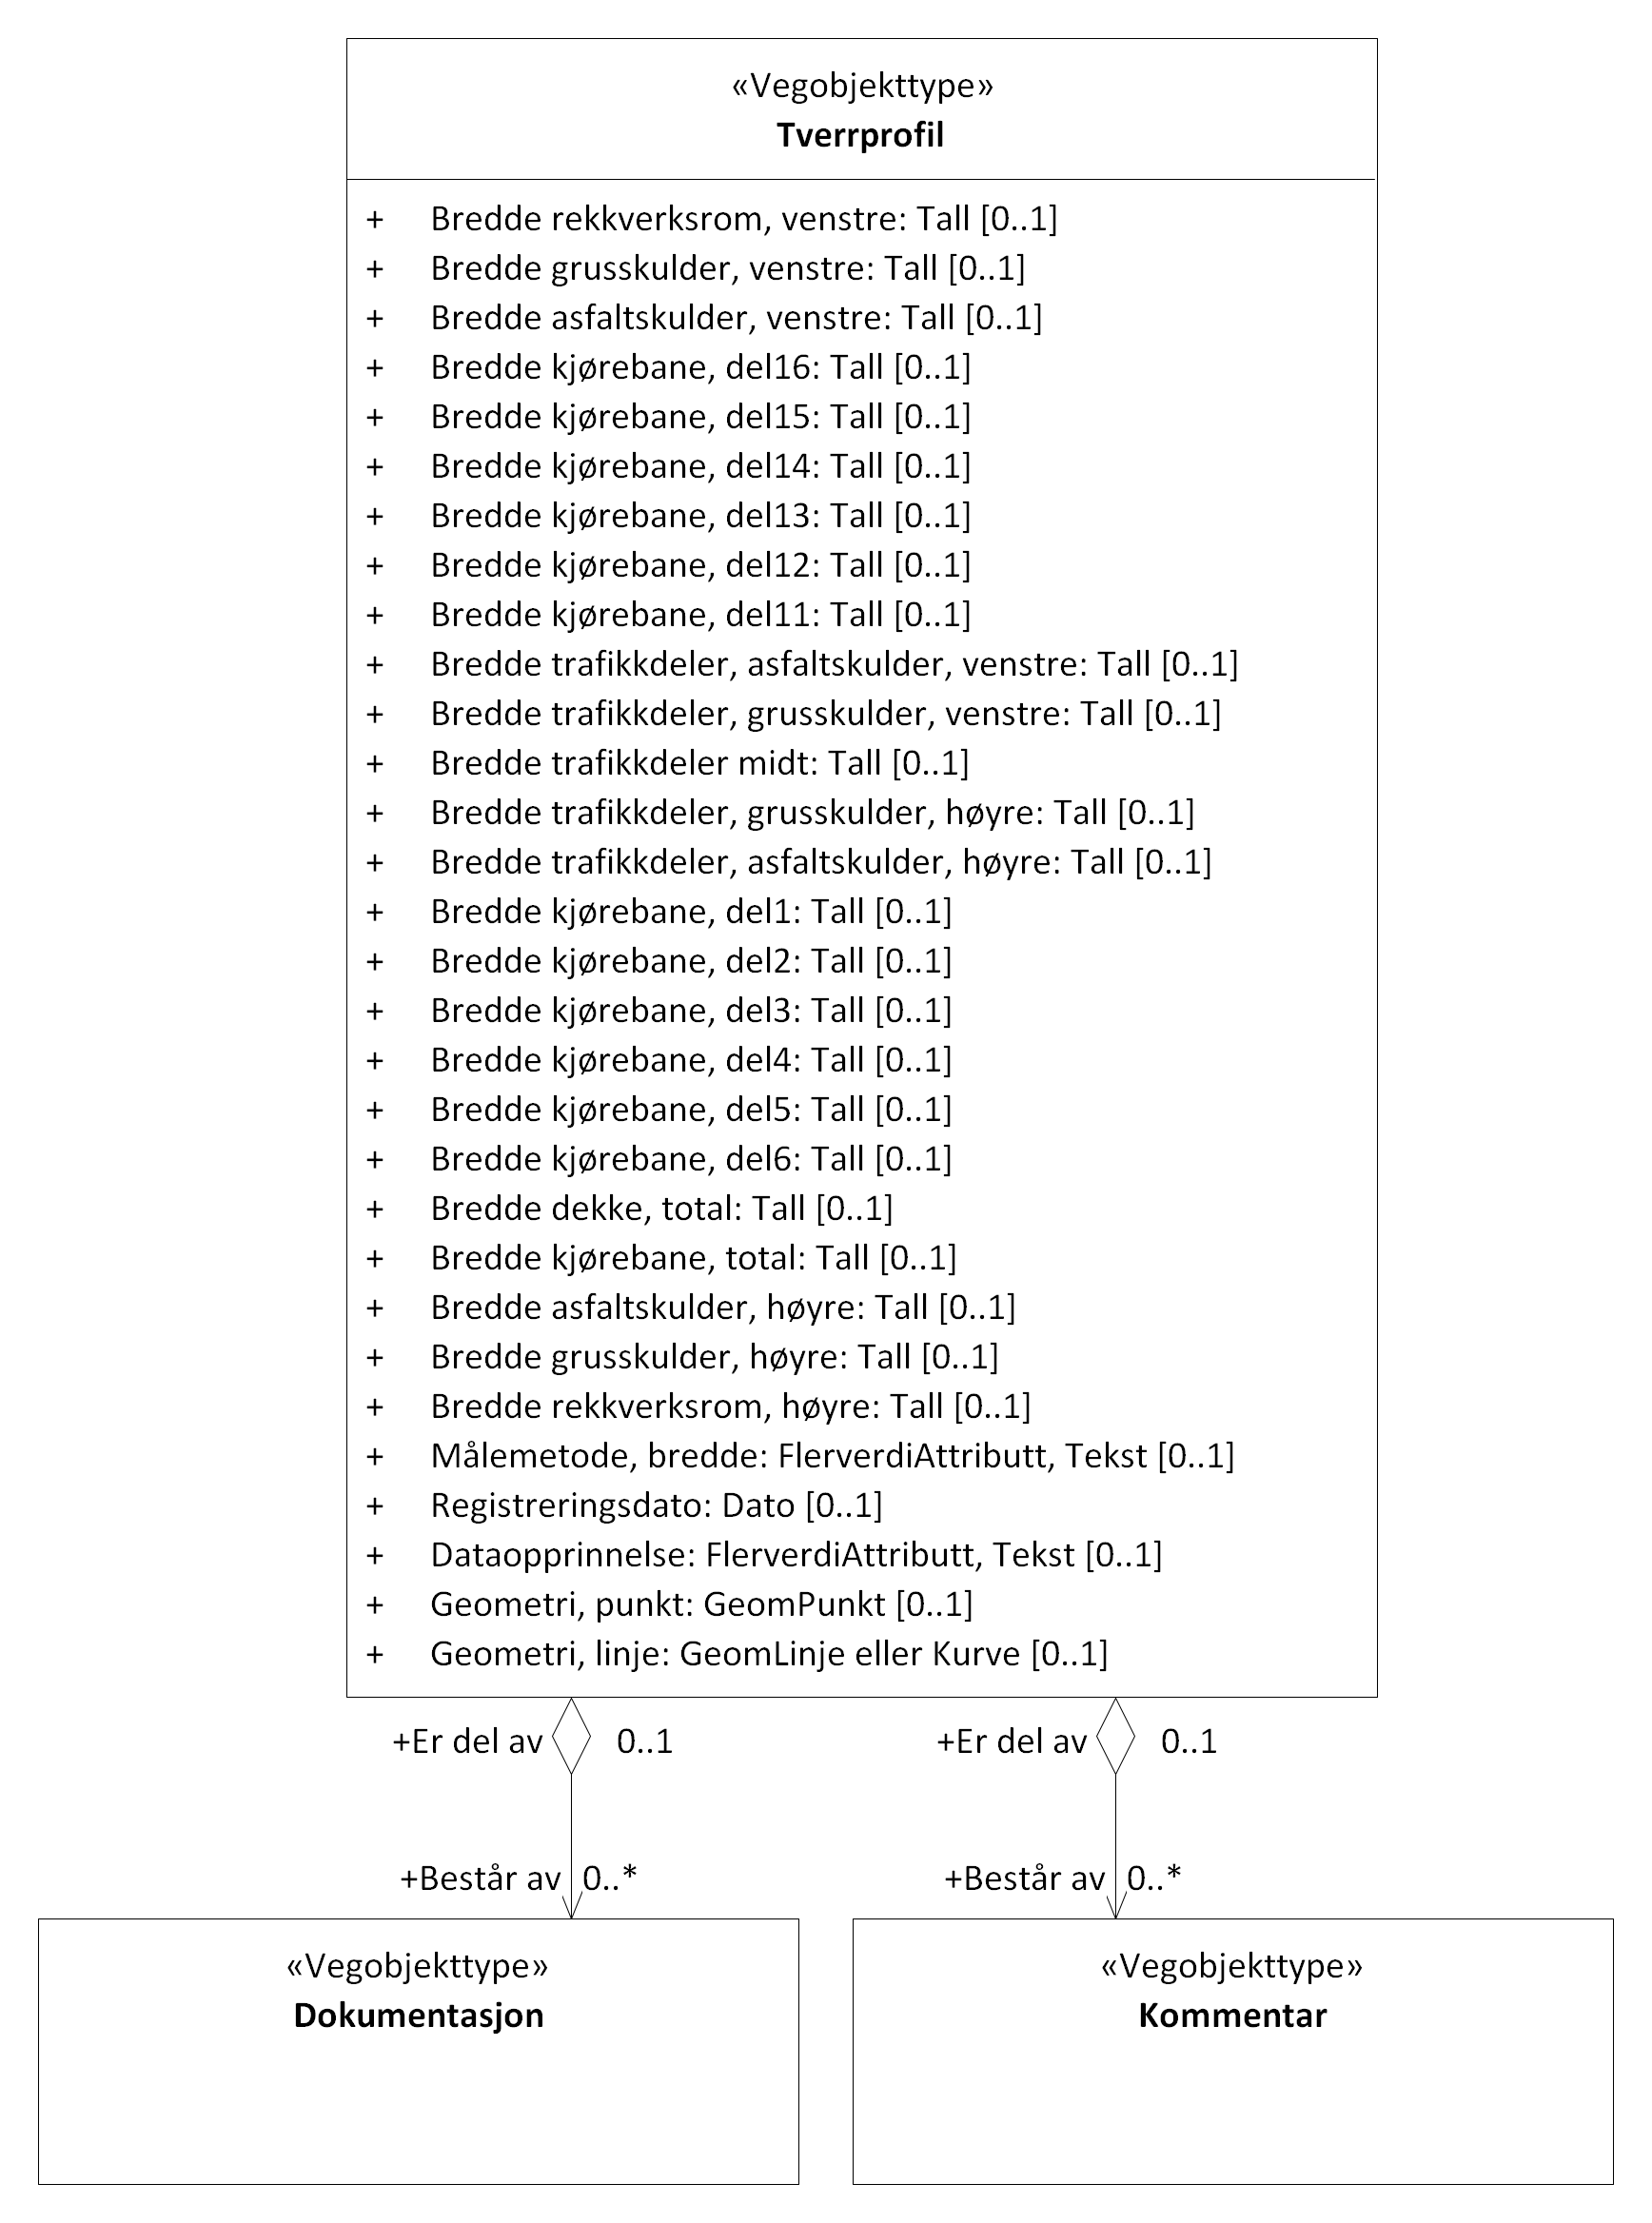 «Vegobjekttype»
Tverrprofil
+ Bredde rekkverksrom, venstre: Tall [0..1]
+ Bredde grusskulder, venstre: Tall [0..1]
+ Bredde asfaltskulder, venstre: Tall [0..1]
+ Bredde kjørebane, del16: Tall [0..1]
+ Bredde kjørebane, del15: Tall [0..1]
+ Bredde kjørebane, del14: Tall [0..1]
+ Bredde kjørebane, del13: Tall [0..1]
+ Bredde kjørebane, del12: Tall [0..1]
+ Bredde kjørebane, del11: Tall [0..1]
+ Bredde trafikkdeler, asfaltskulder, venstre: Tall [0..1]
+ Bredde trafikkdeler, grusskulder, venstre: Tall [0..1]
+ Bredde trafikkdeler midt: Tall [0..1]
+ Bredde trafikkdeler, grusskulder, høyre: Tall [0..1]
+ Bredde trafikkdeler, asfaltskulder, høyre: Tall [0..1]
+ Bredde kjørebane, del1: Tall [0..1]
+ Bredde kjørebane, del2: Tall [0..1]
+ Bredde kjørebane, del3: Tall [0..1]
+ Bredde kjørebane, del4: Tall [0..1]
+ Bredde kjørebane, del5: Tall [0..1]
+ Bredde kjørebane, del6: Tall [0..1]
+ Bredde dekke, total: Tall [0..1]
+ Bredde kjørebane, total: Tall [0..1]
+ Bredde asfaltskulder, høyre: Tall [0..1]
+ Bredde grusskulder, høyre: Tall [0..1]
+ Bredde rekkverksrom, høyre: Tall [0..1]
+ Målemetode, bredde: FlerverdiAttributt, Tekst [0..1]
+ Registreringsdato: Dato [0..1]
+ Dataopprinnelse: FlerverdiAttributt, Tekst [0..1]
+ Geometri, punkt: GeomPunkt [0..1]
+ Geometri, linje: GeomLinje eller Kurve [0..1]
+Er del av 0..1
+Består av 0..*
+Er del av 0..1
+Består av 0..*
«Vegobjekttype»
Dokumentasjon
«Vegobjekttype»
Kommentar